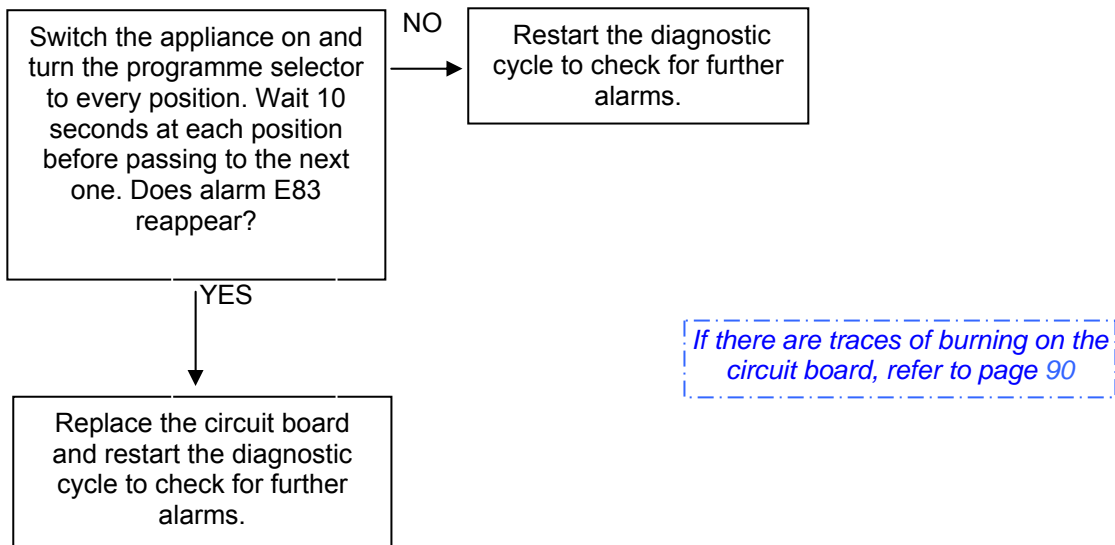 Switch the appliance on and
turn the programme selector
to every position. Wait 10
seconds at each position
before passing to the next
one. Does alarm E83
reappear?
NO
Restart the diagnostic
cycle to check for further
alarms.
YES
If there are traces of burning on the
circuit board, refer to page 90
Replace the circuit board
and restart the diagnostic
cycle to check for further
alarms.